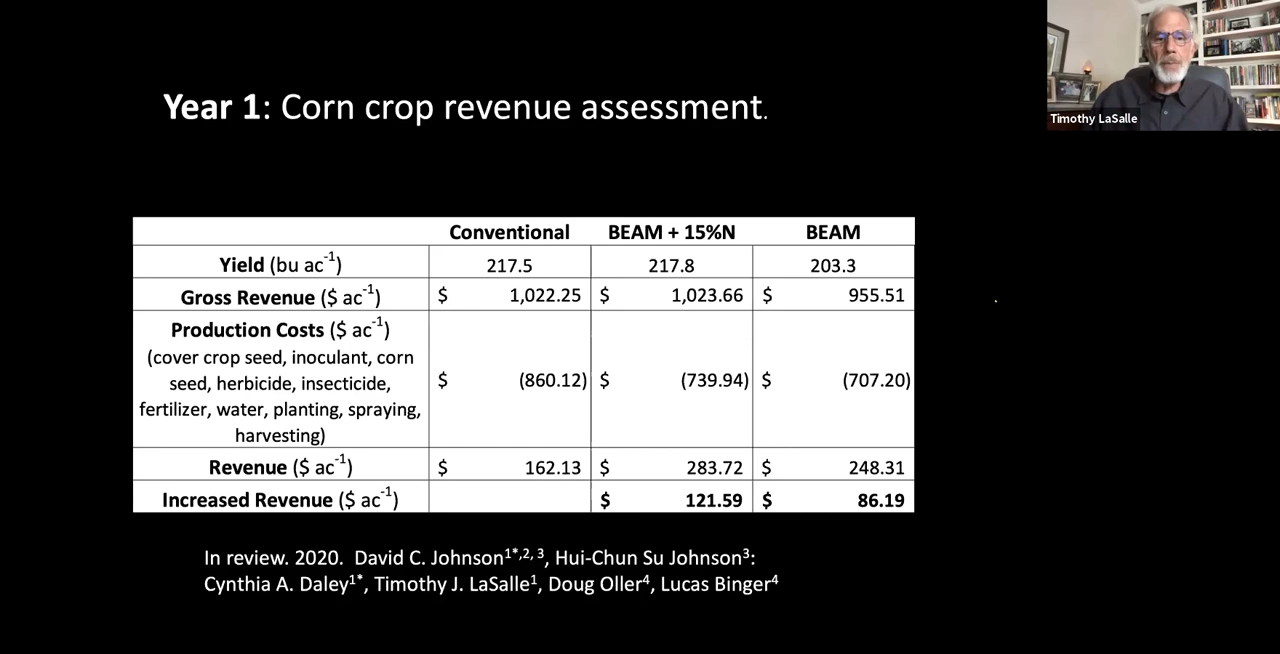 Timothy LaSalle
Year 1: Corn crop revenue assessment.
Conventional BEAM + 15%N BEAM
Yield (bu ac⁻¹) 217.5 217.8 203.3
Gross Revenue ($ ac⁻¹) $ 1,022.25 $ 1,023.66 $ 955.51
Production Costs ($ ac⁻¹)
(cover crop seed, inoculant, corn
seed, herbicide, insecticide, $ (860.12) $ (739.94) $ (707.20)
fertilizer, water, planting, spraying,
harvesting)
Revenue ($ ac⁻¹) $ 162.13 $ 283.72 $ 248.31
Increased Revenue ($ ac⁻¹) $ 121.59 $ 86.19
In review. 2020. David C. Johnson¹*,²,³, Hui-Chun Su Johnson³:
Cynthia A. Daley¹*, Timothy J. LaSalle¹, Doug Oller⁴, Lucas Binger⁴